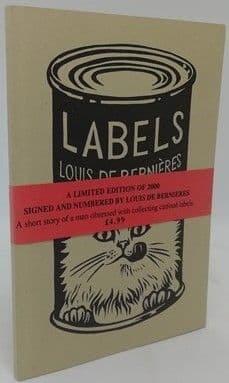 LABELS
LOUIS DE BERNIÈRES
A LIMITED EDITION OF 2000
SIGNED AND NUMBERED BY LOUIS DE BERNIERES
A short story of a man obsessed with collecting catfood labels
£4.99